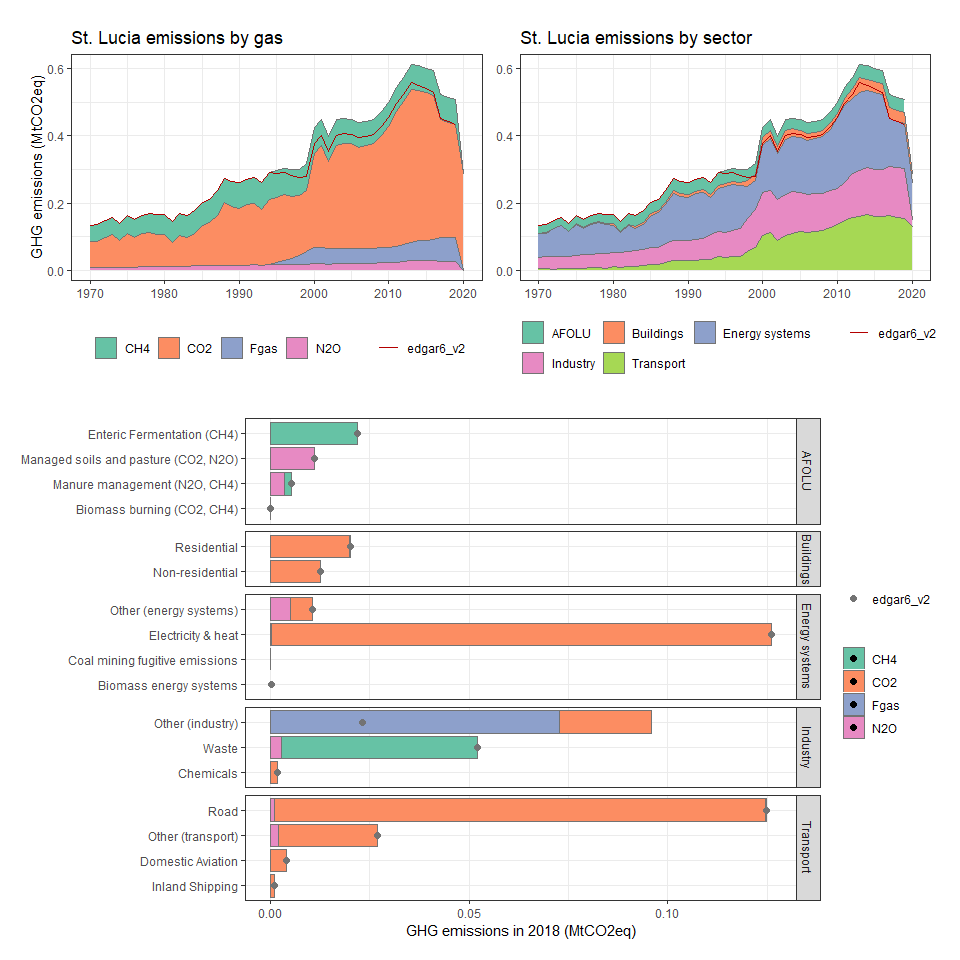 St. Lucia emissions by gas
GHG emissions (MtCO2eq)
0.6
0.4
0.2
0.0
1970 1980 1990 2000 2010 2020
CH4 CO2 Fgas N2O edgar6_v2
St. Lucia emissions by sector
0.6
0.4
0.2
0.0
1970 1980 1990 2000 2010 2020
AFOLU Buildings Energy systems edgar6_v2
Industry Transport
Enteric Fermentation (CH4)
Managed soils and pasture (CO2, N2O)
Manure management (N2O, CH4)
Biomass burning (CO2, CH4)
AFOLU
Residential
Non-residential
Buildings
Other (energy systems)
Electricity & heat
Coal mining fugitive emissions
Biomass energy systems
Energy systems
Other (industry)
Waste
Chemicals
Industry
Road
Other (transport)
Domestic Aviation
Inland Shipping
Transport
0.00 0.05 0.10
GHG emissions in 2018 (MtCO2eq)
edgar6_v2
CH4
CO2
Fgas
N2O